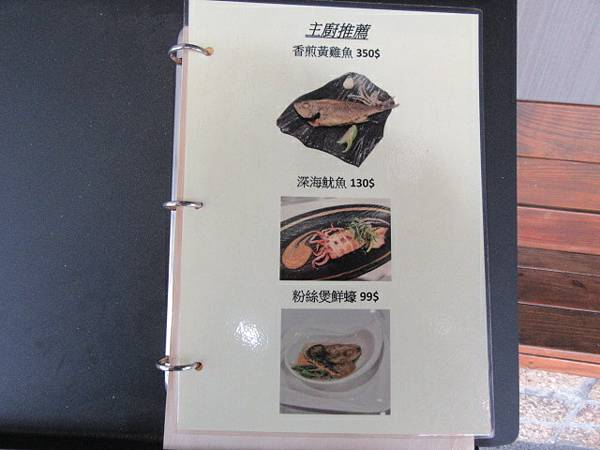 主廚推薦
香煎黃雞魚 350$
深海魷魚 130$
粉絲煲鮮蠔 99$